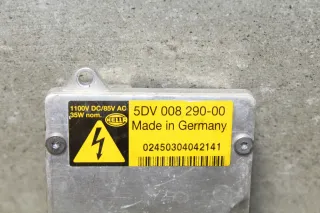 1100V DC/85V AC
35W nom.
HELLA
5DV 008 290-00
Made in Germany
02450304042141